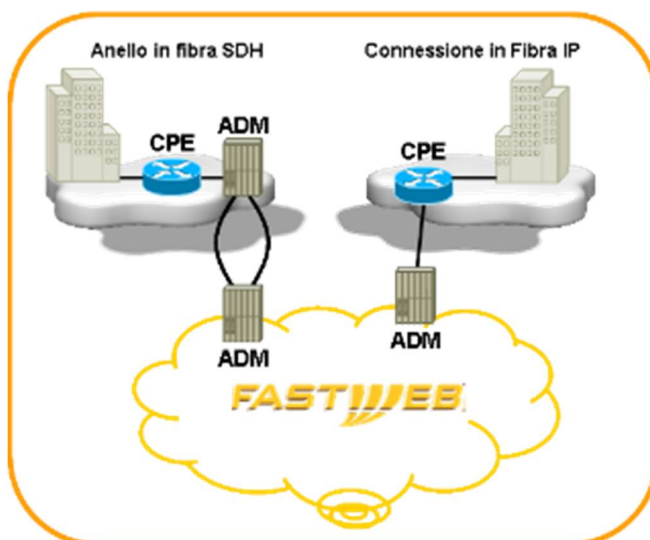 Anello in fibra SDH
Connessione in Fibra IP
CPE
ADM
CPE
ADM
ADM
FASTWEB